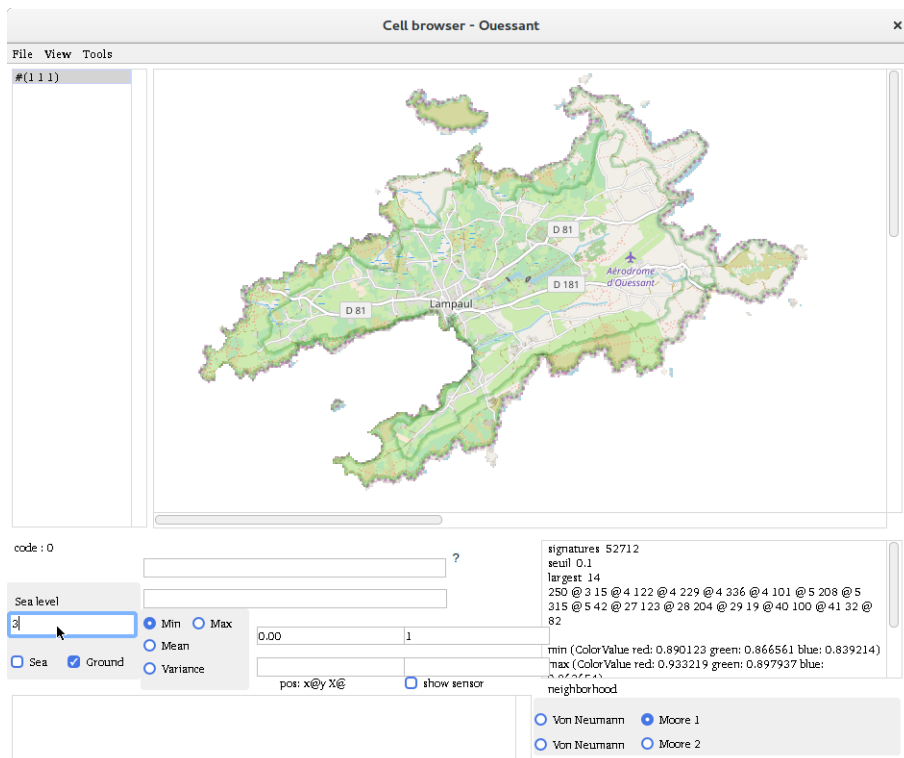 Cell browser - Ouessant
×
File View Tools
#(1 1 1)
D 81
Aérodrome
d'Ouessant
D 181
Lampaul
D 81
code : 0
?
signatures 52712
seuil 0.1
largest 14
250 @ 3 15 @ 4 122 @ 4 229 @ 4 336 @ 4 101 @ 5 208 @ 5
315 @ 5 42 @ 27 123 @ 28 204 @ 29 19 @ 40 100 @ 41 32 @
82
min (ColorValue red: 0.890123 green: 0.866561 blue: 0.839214)
max (ColorValue red: 0.933219 green: 0.897937 blue:
Sea level
3
Sea Ground
Min Max
Mean
Variance
0.00 1
pos: x@y X@
show sensor
neighborhood
Von Neumann Moore 1
Von Neumann Moore 2